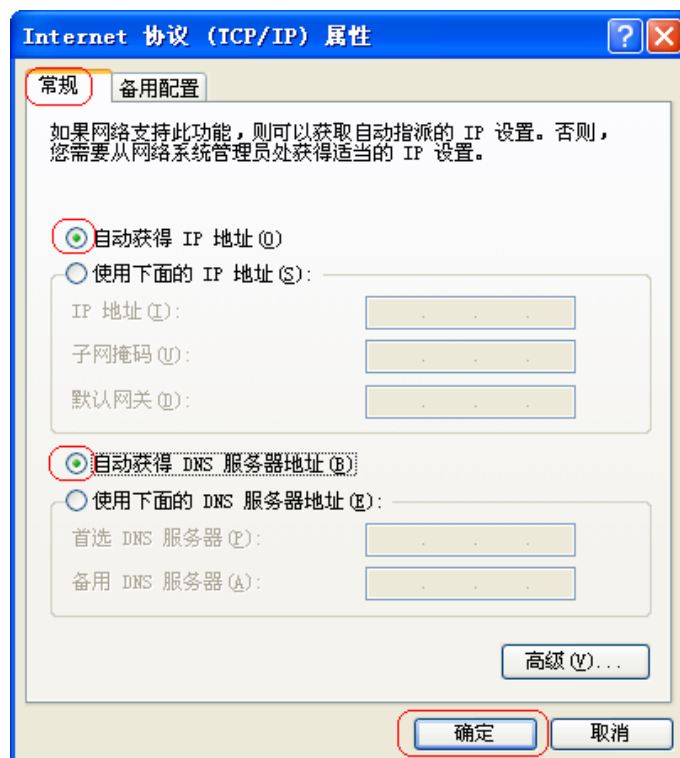 Internet 协议 (TCP/IP) 属性
常规 备用配置
如果网络支持此功能，则可以获取自动指派的 IP 设置。否则，
您需要从网络系统管理员处获得适当的 IP 设置。
自动获得 IP 地址(O)
使用下面的 IP 地址(S):
IP 地址(I):
子网掩码(U):
默认网关(D):
自动获得 DNS 服务器地址(B)
使用下面的 DNS 服务器地址(E):
首选 DNS 服务器(P):
备用 DNS 服务器(A):
高级(V)...
确定 取消